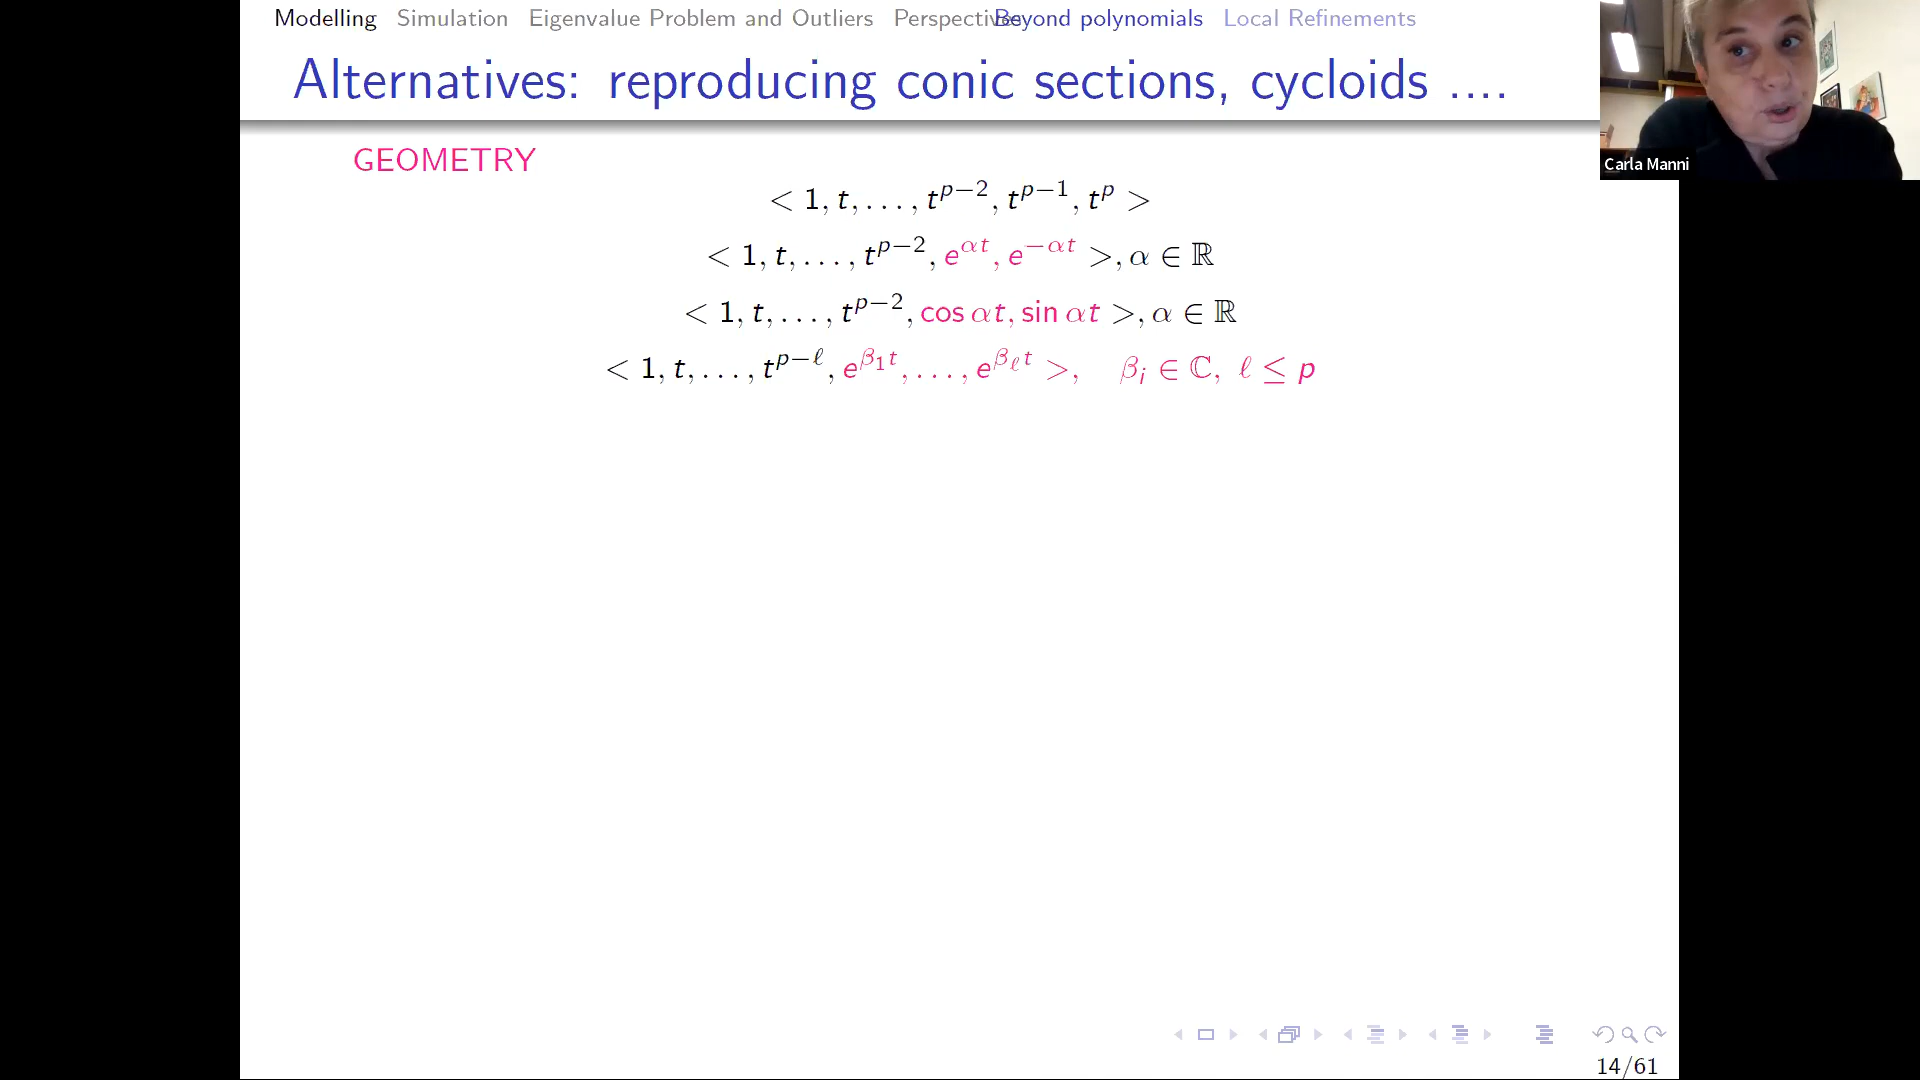 Modelling Simulation Eigenvalue Problem and Outliers Perspectives Beyond polynomials Local Refinements
Alternatives: reproducing conic sections, cycloids ....
Carla Manni
GEOMETRY
< 1, t, . . . , t^{p−2}, t^{p−1}, t^p >
< 1, t, . . . , t^{p−2}, e^{αt}, e^{−αt} >, α ∈ ℝ
< 1, t, . . . , t^{p−2}, cos αt, sin αt >, α ∈ ℝ
< 1, t, . . . , t^{p−ℓ}, e^{β_1 t}, . . . , e^{β_ℓ t} >, β_i ∈ ℂ, ℓ ≤ p
14/61